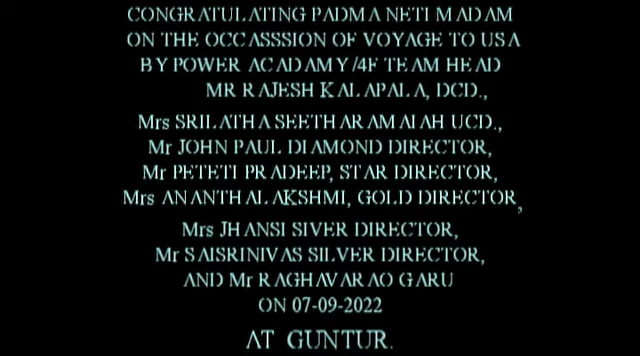 CONGRATULATING PADMA NETI MADAM
ON THE OCCASSSION OF VOYAGE TO USA
BY POWER ACADAMY/4F TEAM HEAD
MR RAJESH KALAPALA, DCD.,
Mrs SRILATHA SEETHARAMAIAH UCD.,
Mr JOHN PAUL DIAMOND DIRECTOR,
Mr PETETI PRADEEP, STAR DIRECTOR,
Mrs ANANTHALAKSHMI, GOLD DIRECTOR,
Mrs JHANSI SIVER DIRECTOR,
Mr SAISRINIVAS SILVER DIRECTOR,
AND Mr RAGHAVARAO GARU
ON 07-09-2022
AT GUNTUR.